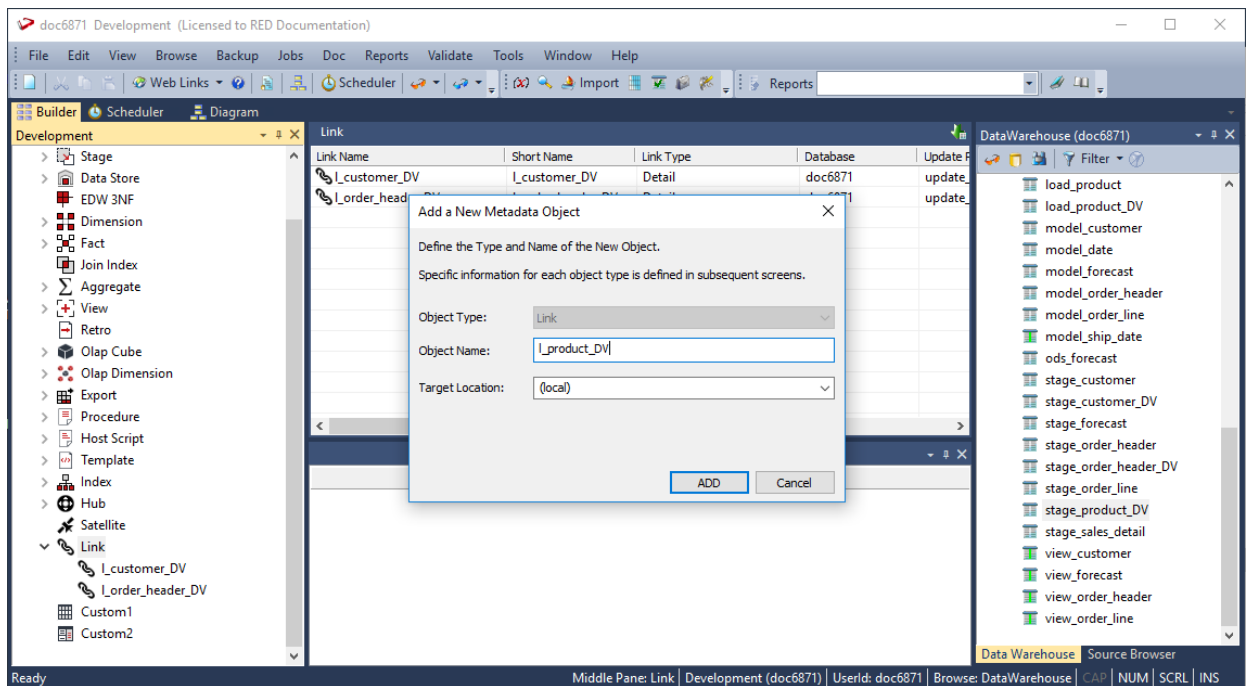 doc6871 Development (Licensed to RED Documentation)
File Edit View Browse Backup Jobs Doc Reports Validate Tools Window Help
Web Links Scheduler (x) Import Reports
Builder Scheduler Diagram
Development
Stage
Data Store
EDW 3NF
Dimension
Fact
Join Index
Aggregate
View
Retro
Olap Cube
Olap Dimension
Export
Procedure
Host Script
Template
Index
Hub
Satellite
Link
l_customer_DV
l_order_header_DV
Custom1
Custom2
Link
Link Name Short Name Link Type Database Update
l_customer_DV l_customer_DV Detail doc6871 update_
l_order_head update_
Add a New Metadata Object
Define the Type and Name of the New Object.
Specific information for each object type is defined in subsequent screens.
Object Type: Link
Object Name: l_product_DV
Target Location: (local)
ADD Cancel
DataWarehouse (doc6871)
Filter
load_product
load_product_DV
model_customer
model_date
model_forecast
model_order_header
model_order_line
model_ship_date
ods_forecast
stage_customer
stage_customer_DV
stage_forecast
stage_order_header
stage_order_header_DV
stage_order_line
stage_product_DV
stage_sales_detail
view_customer
view_forecast
view_order_header
view_order_line
Data Warehouse Source Browser
Ready Middle Pane: Link Development (doc6871) UserId: doc6871 Browse: DataWarehouse CAP NUM SCRL INS